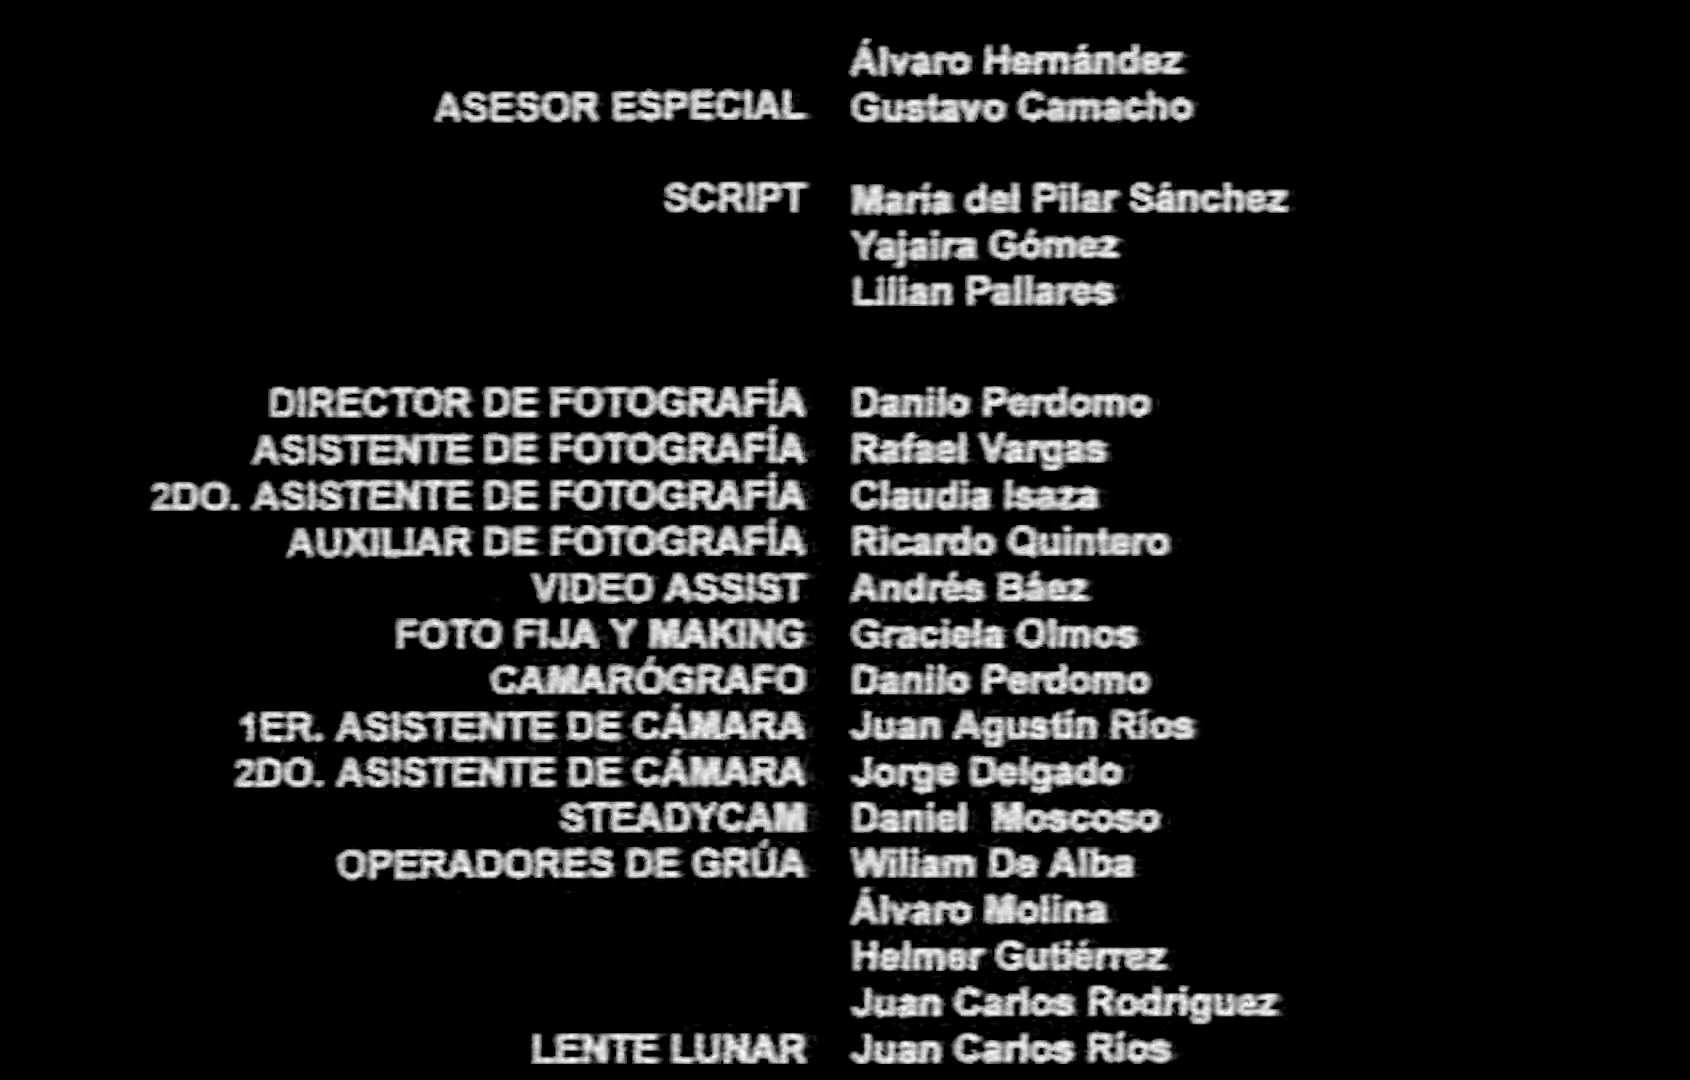 Álvaro Hernández
ASESOR ESPECIAL Gustavo Camacho
SCRIPT María del Pilar Sánchez
Yajaira Gómez
Lilian Pallares
DIRECTOR DE FOTOGRAFÍA Danilo Perdomo
ASISTENTE DE FOTOGRAFÍA Rafael Vargas
2DO. ASISTENTE DE FOTOGRAFÍA Claudia Isaza
AUXILIAR DE FOTOGRAFÍA Ricardo Quintero
VIDEO ASSIST Andrés Báez
FOTO FIJA Y MAKING Graciela Olmos
CAMARÓGRAFO Danilo Perdomo
1ER. ASISTENTE DE CÁMARA Juan Agustín Ríos
2DO. ASISTENTE DE CÁMARA Jorge Delgado
STEADYCAM Daniel Moscoso
OPERADORES DE GRÚA Wiliam De Alba
Álvaro Molina
Helmer Gutiérrez
Juan Carlos Rodríguez
LENTE LUNAR Juan Carlos Ríos